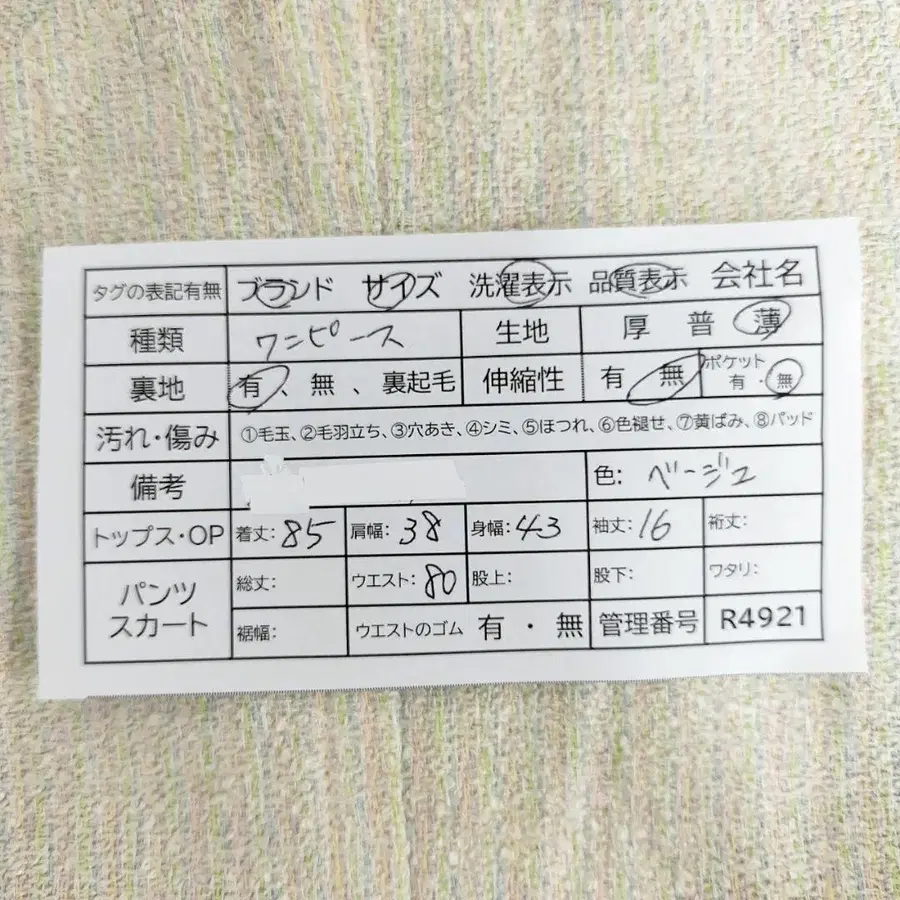 タグの表記有無 ブランド サイズ 洗濯表示 品質表示 会社名
種類 ワンピース 生地 厚 普 薄
裏地 有、無、裏起毛 伸縮性 有 無 ポケット 有・無
汚れ・傷み ①毛玉、②毛羽立ち、③穴あき、④シミ、⑤ほつれ、⑥色褪せ、⑦黄ばみ、⑧パッド
備考 色: ベージュ
トップス・OP 着丈: 85 肩幅: 38 身幅: 43 袖丈: 16 裄丈:
パンツ スカート 総丈: ウエスト: 80 股上: 股下: ワタリ:
裾幅: ウエストのゴム 有・無 管理番号 R4921